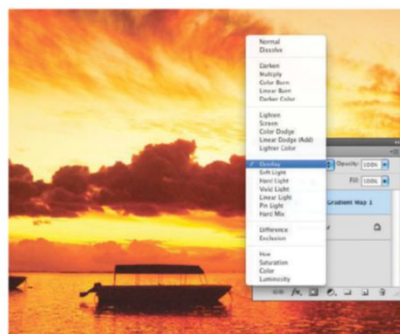 Normal
Dissolve
Darken
Multiply
Color Burn
Linear Burn
Darker Color
Lighten
Screen
Color Dodge
Linear Dodge (Add)
Lighter Color
✓ Overlay
Soft Light
Hard Light
Vivid Light
Linear Light
Pin Light
Hard Mix
Difference
Exclusion
Hue
Saturation
Color
Luminosity
Opacity: 100%
Fill: 100%
Gradient Map 1